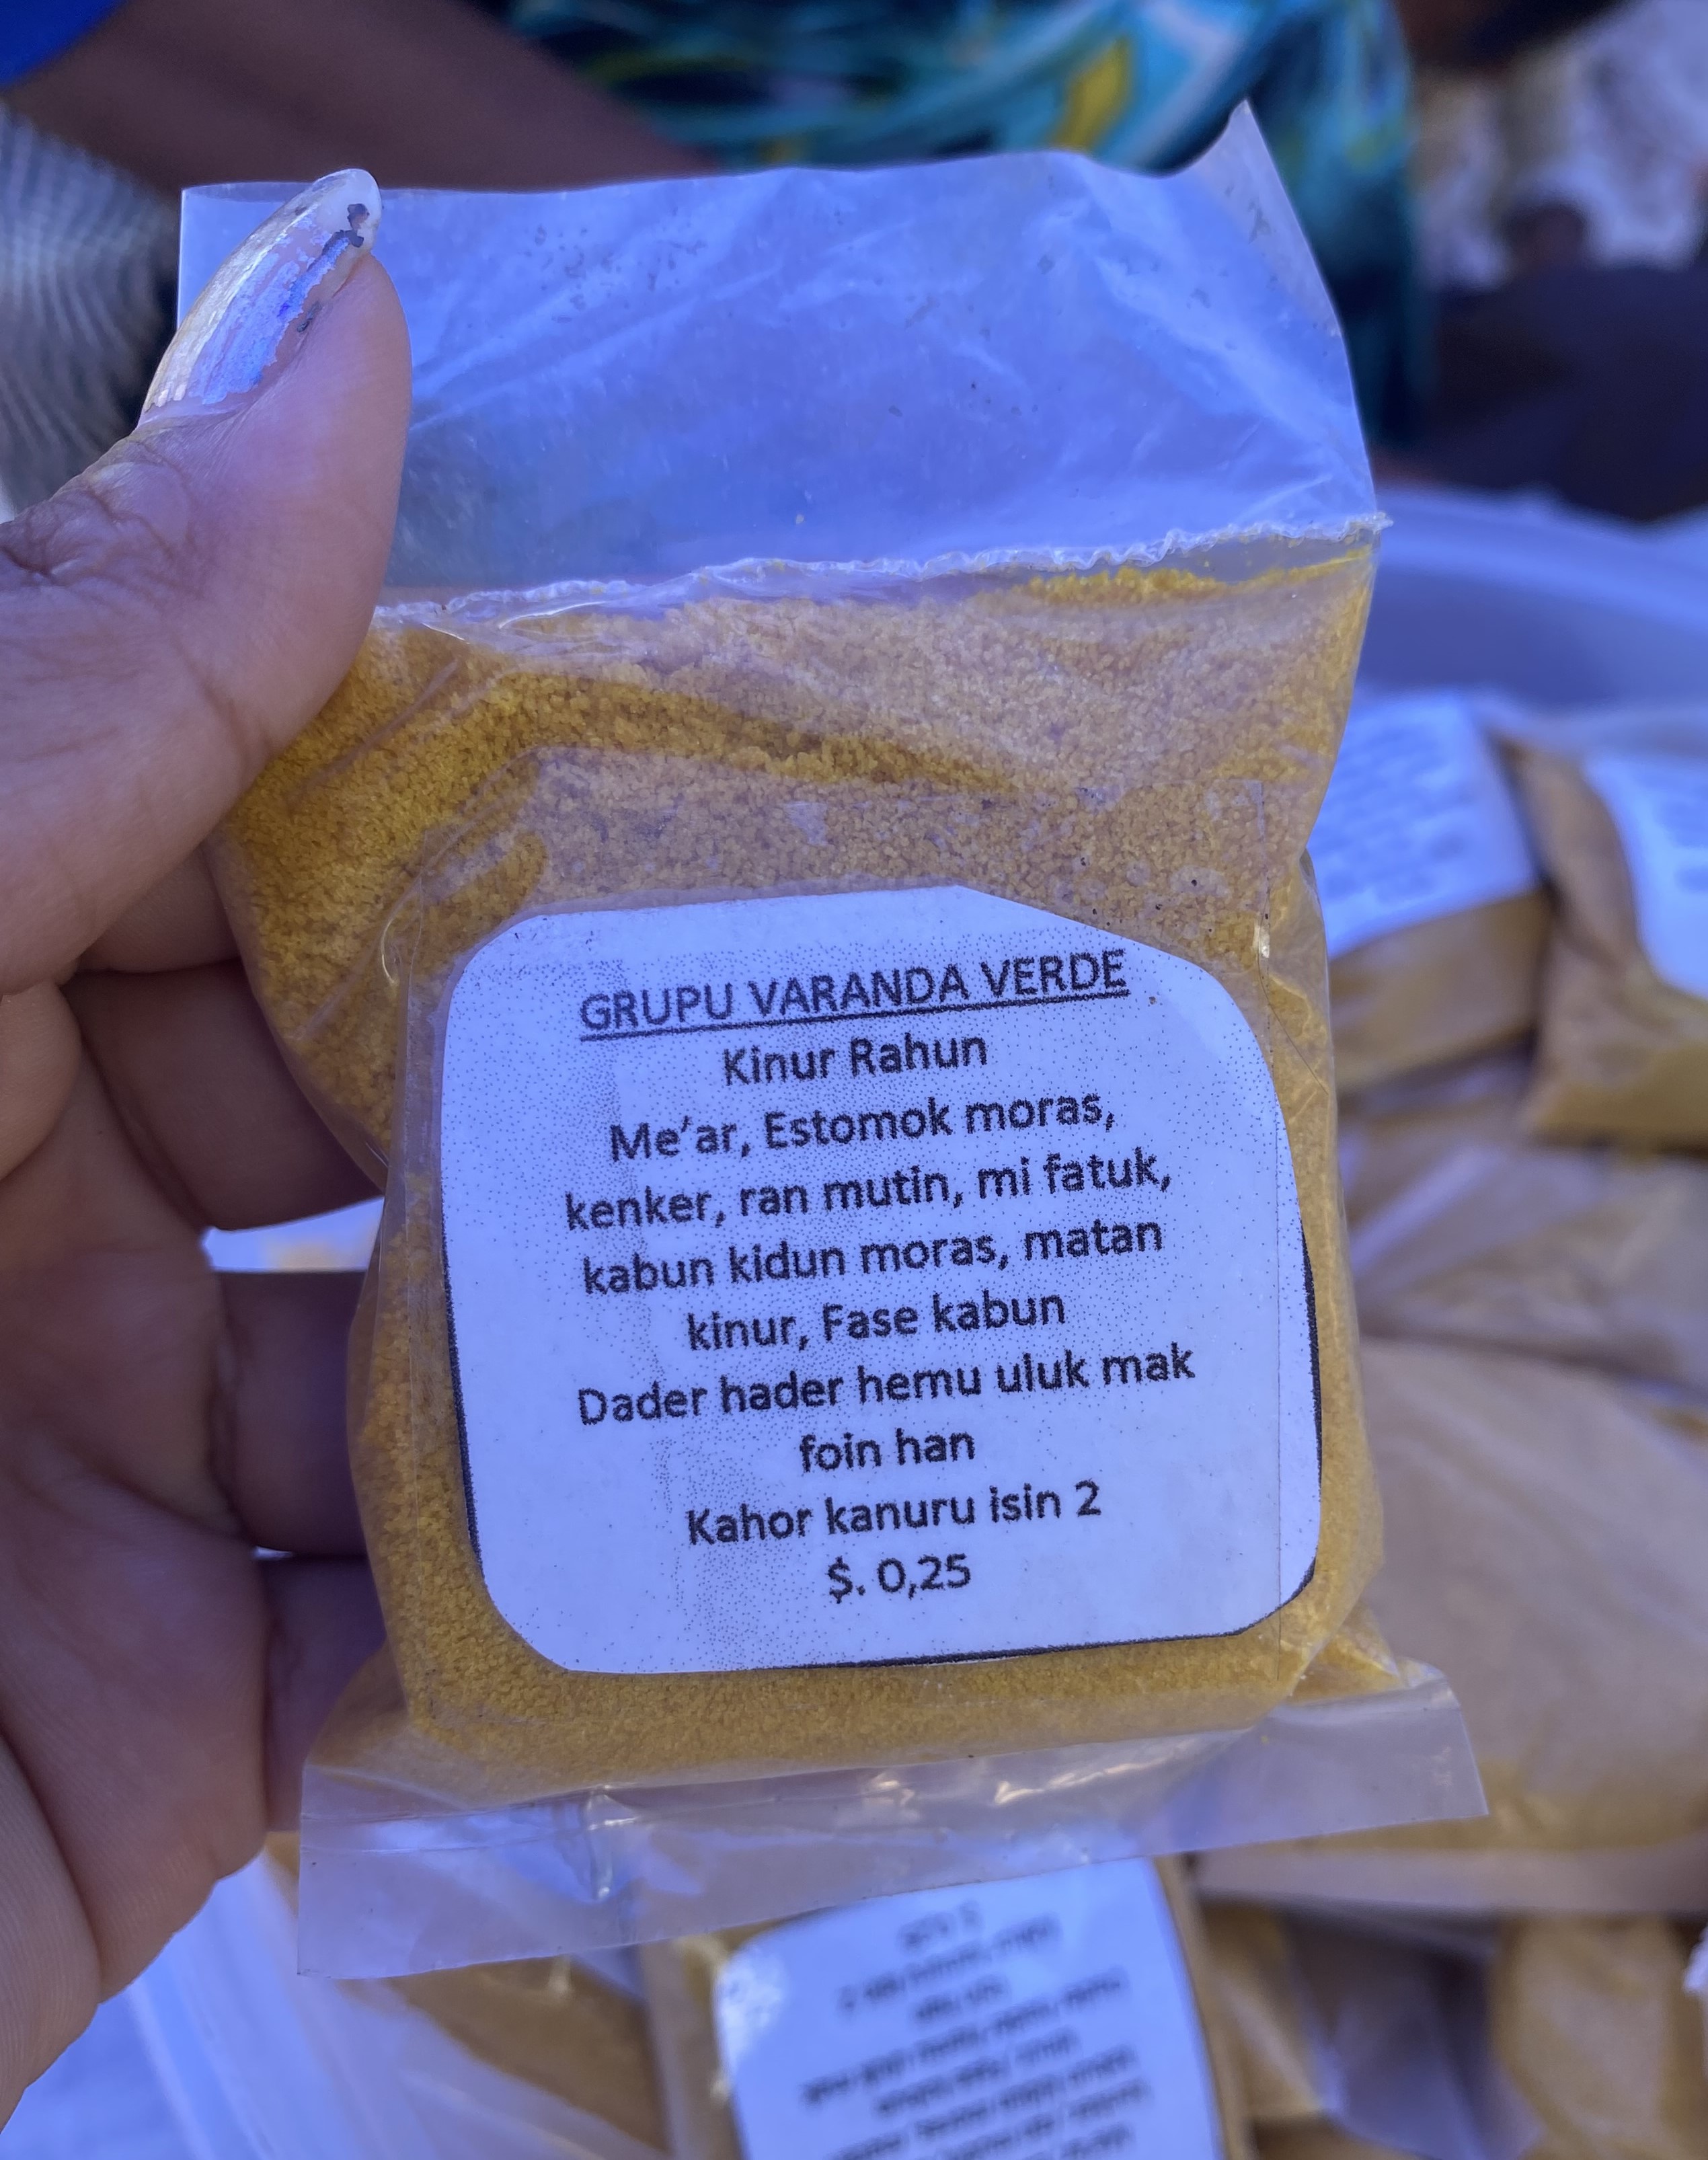 GRUPU VARANDA VERDE
Kinur Rahun
Me'ar, Estomok moras,
kenker, ran mutin, mi fatuk,
kabun kidun moras, matan
kinur, Fase kabun
Dader hader hemu uluk mak
foin han
Kahor kanuru isin 2
$. 0,25